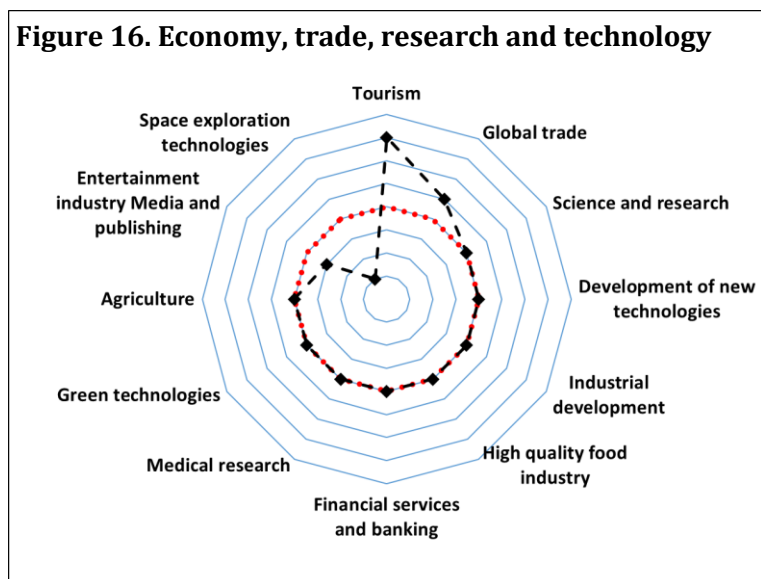 Figure 16. Economy, trade, research and technology
Tourism
Global trade
Science and research
Development of new
technologies
Industrial
development
High quality food
industry
Financial services
and banking
Medical research
Green technologies
Agriculture
Entertainment
industry Media and
publishing
Space exploration
technologies